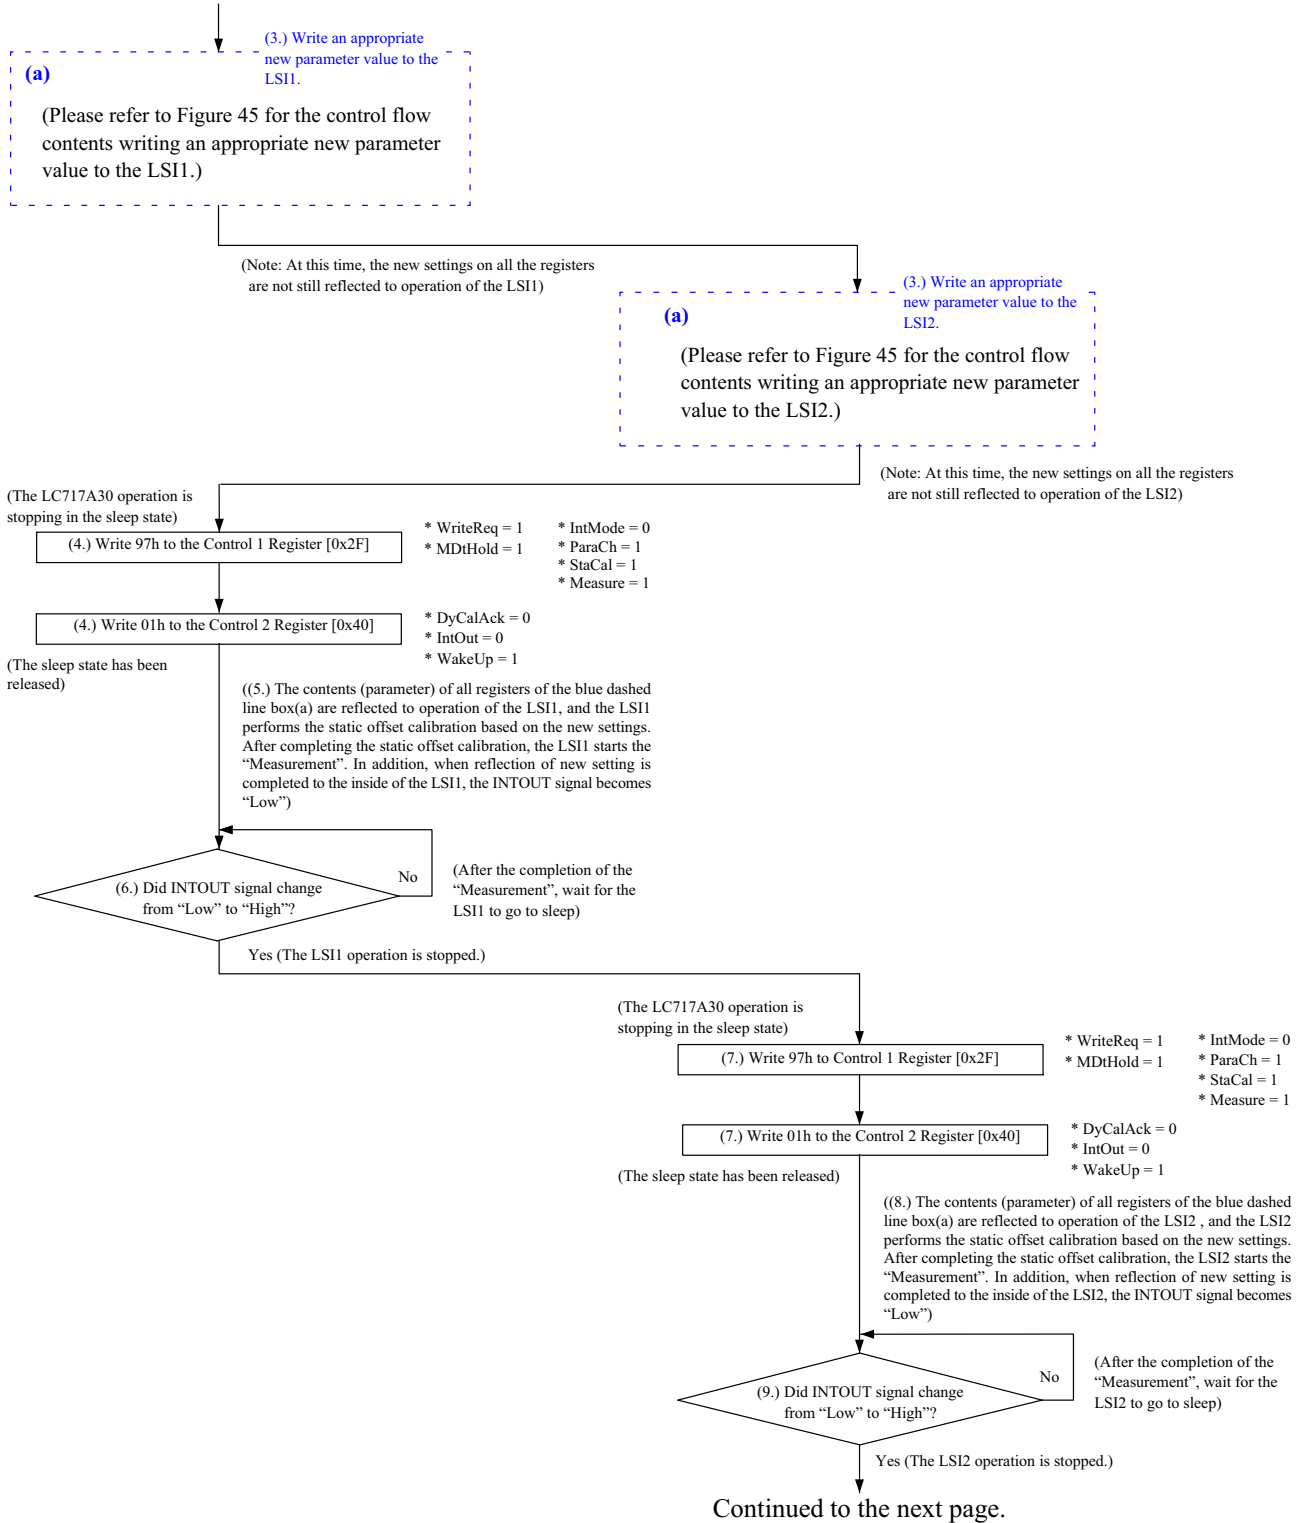 (3.) Write an appropriate
new parameter value to the
LSI1.
(a)
(Please refer to Figure 45 for the control flow
contents writing an appropriate new parameter
value to the LSI1.)
(Note: At this time, the new settings on all the registers
are not still reflected to operation of the LSI1)
(3.) Write an appropriate
new parameter value to the
LSI2.
(a)
(Please refer to Figure 45 for the control flow
contents writing an appropriate new parameter
value to the LSI2.)
(Note: At this time, the new settings on all the registers
are not still reflected to operation of the LSI2)
(The LC717A30 operation is
stopping in the sleep state)
(4.) Write 97h to the Control 1 Register [0x2F]
* WriteReq = 1
* MDtHold = 1
* IntMode = 0
* ParaCh = 1
* StaCal = 1
* Measure = 1
(4.) Write 01h to the Control 2 Register [0x40]
* DyCalAck = 0
* IntOut = 0
* WakeUp = 1
(The sleep state has been
released)
((5.) The contents (parameter) of all registers of the blue dashed
line box(a) are reflected to operation of the LSI1, and the LSI1
performs the static offset calibration based on the new settings.
After completing the static offset calibration, the LSI1 starts the
“Measurement”. In addition, when reflection of new setting is
completed to the inside of the LSI1, the INTOUT signal becomes
“Low”)
(6.) Did INTOUT signal change
from “Low” to “High”?
No
(After the completion of the
“Measurement”, wait for the
LSI1 to go to sleep)
Yes (The LSI1 operation is stopped.)
(The LC717A30 operation is
stopping in the sleep state)
(7.) Write 97h to Control 1 Register [0x2F]
* WriteReq = 1
* MDtHold = 1
* IntMode = 0
* ParaCh = 1
* StaCal = 1
* Measure = 1
(7.) Write 01h to the Control 2 Register [0x40]
* DyCalAck = 0
* IntOut = 0
* WakeUp = 1
(The sleep state has been released)
((8.) The contents (parameter) of all registers of the blue dashed
line box(a) are reflected to operation of the LSI2 , and the LSI2
performs the static offset calibration based on the new settings.
After completing the static offset calibration, the LSI2 starts the
“Measurement”. In addition, when reflection of new setting is
completed to the inside of the LSI2, the INTOUT signal becomes
“Low”)
(9.) Did INTOUT signal change
from “Low” to “High”?
No
(After the completion of the
“Measurement”, wait for the
LSI2 to go to sleep)
Yes (The LSI2 operation is stopped.)
Continued to the next page.